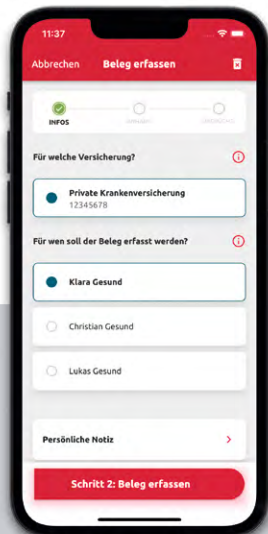 11:37
Abbrechen
Beleg erfassen
INFOS
Für welche Versicherung?
Private Krankenversicherung
12345678
Für wen soll der Beleg erfasst werden?
Klara Gesund
Christian Gesund
Lukas Gesund
Persönliche Notiz
Schritt 2: Beleg erfassen